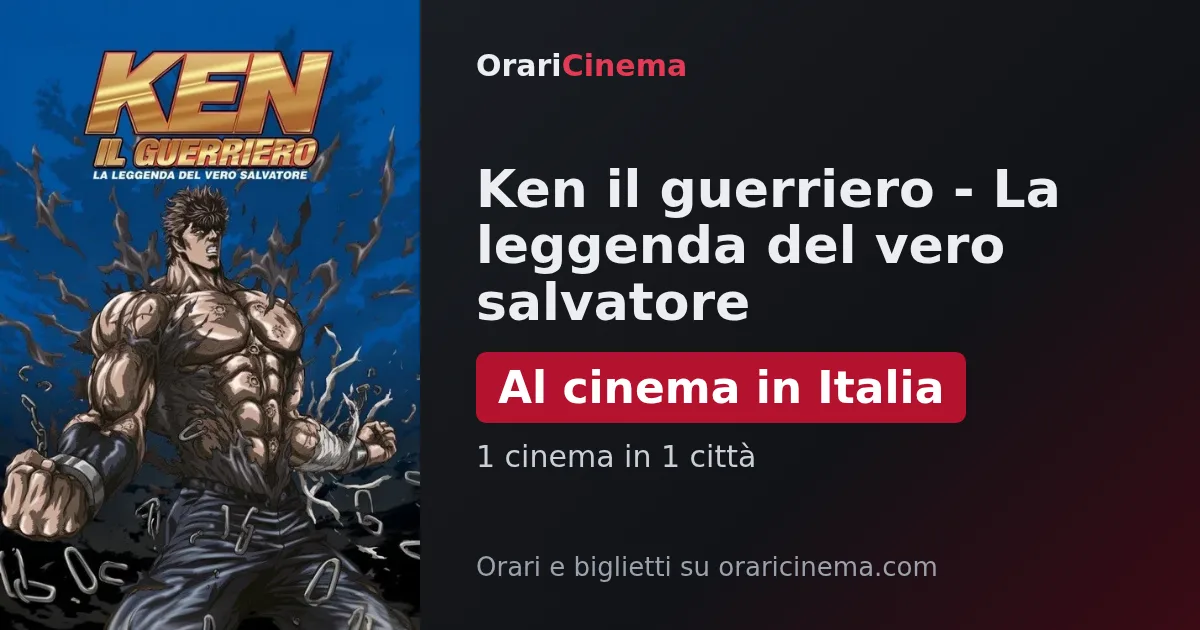 KEN
IL GUERRIERO
LA LEGGENDA DEL VERO SALVATORE
OrariCinema
Ken il guerriero - La
leggenda del vero
salvatore
Al cinema in Italia
1 cinema in 1 città
Orari e biglietti su oraricinema.com